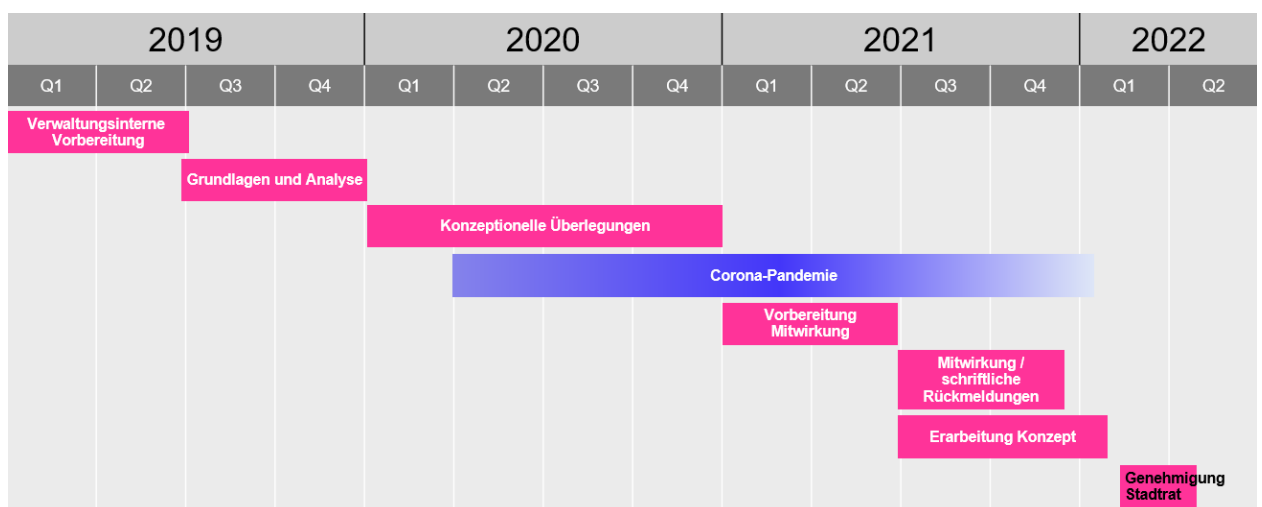 2019 2020 2021 2022
Q1 Q2 Q3 Q4 Q1 Q2 Q3 Q4 Q1 Q2 Q3 Q4 Q1 Q2
Verwaltungsinterne
Vorbereitung
Grundlagen und Analyse
Konzeptionelle Überlegungen
Corona-Pandemie
Vorbereitung
Mitwirkung
Mitwirkung /
schriftliche
Rückmeldungen
Erarbeitung Konzept
Genehmigung
Stadtrat